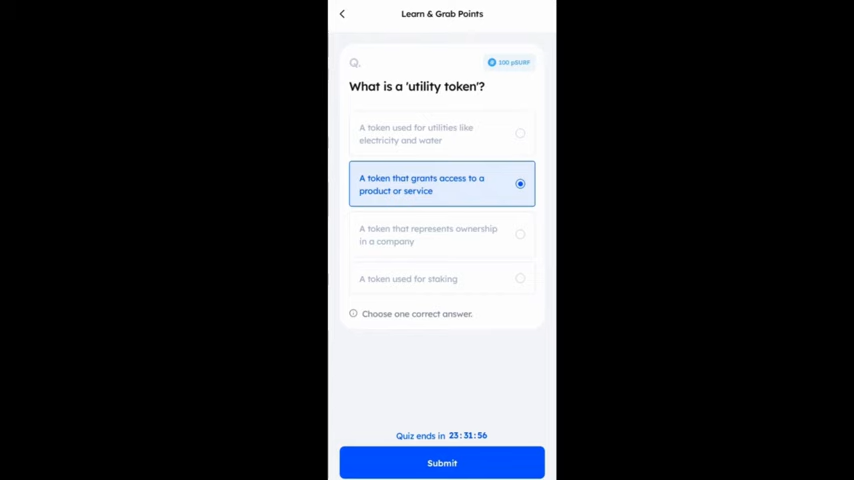 Learn & Grab Points
Q.
100 pSURF
What is a 'utility token'?
A token used for utilities like
electricity and water
A token that grants access to a
product or service
A token that represents ownership
in a company
A token used for staking
Choose one correct answer.
Quiz ends in 23:31:56
Submit